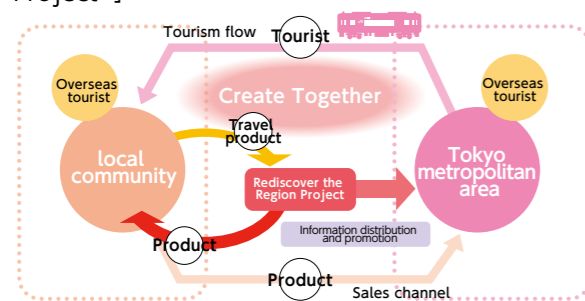 Project"]
Tourism flow
Tourist
Overseas
tourist
Overseas
tourist
Create Together
Travel
product
local
community
Tokyo
metropolitan
area
Rediscover the
Region Project
Information distribution
and promotion
Product
Product
Sales channel